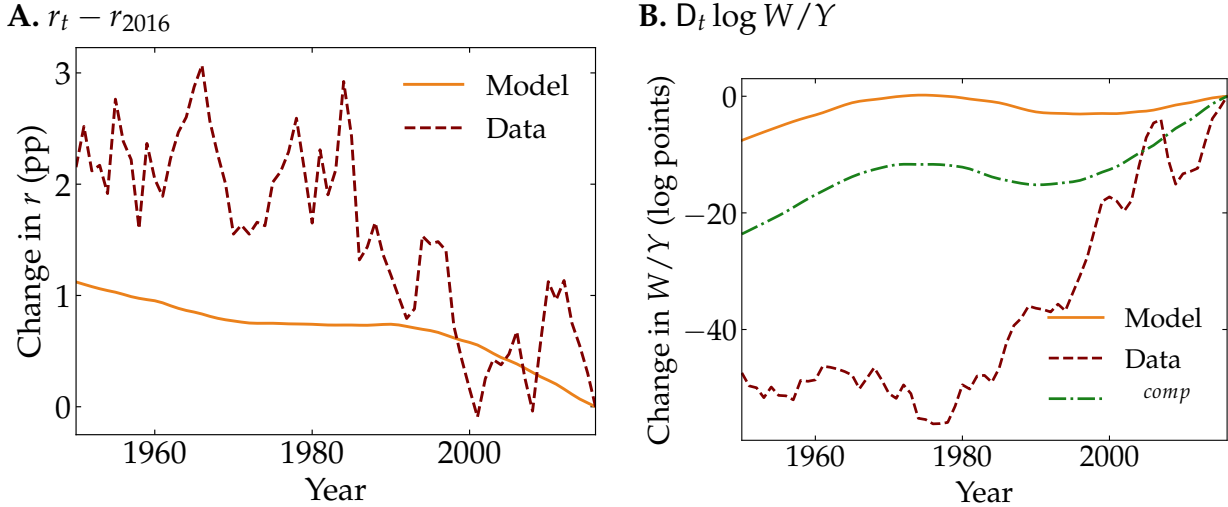 A. r_t − r_2016
Change in r (pp)
3
2
1
0
1960
1980
2000
Year
Model
Data
B. D_t log W/Y
Change in W/Y (log points)
0
−20
−40
1960
1980
2000
Year
Model
Data
comp